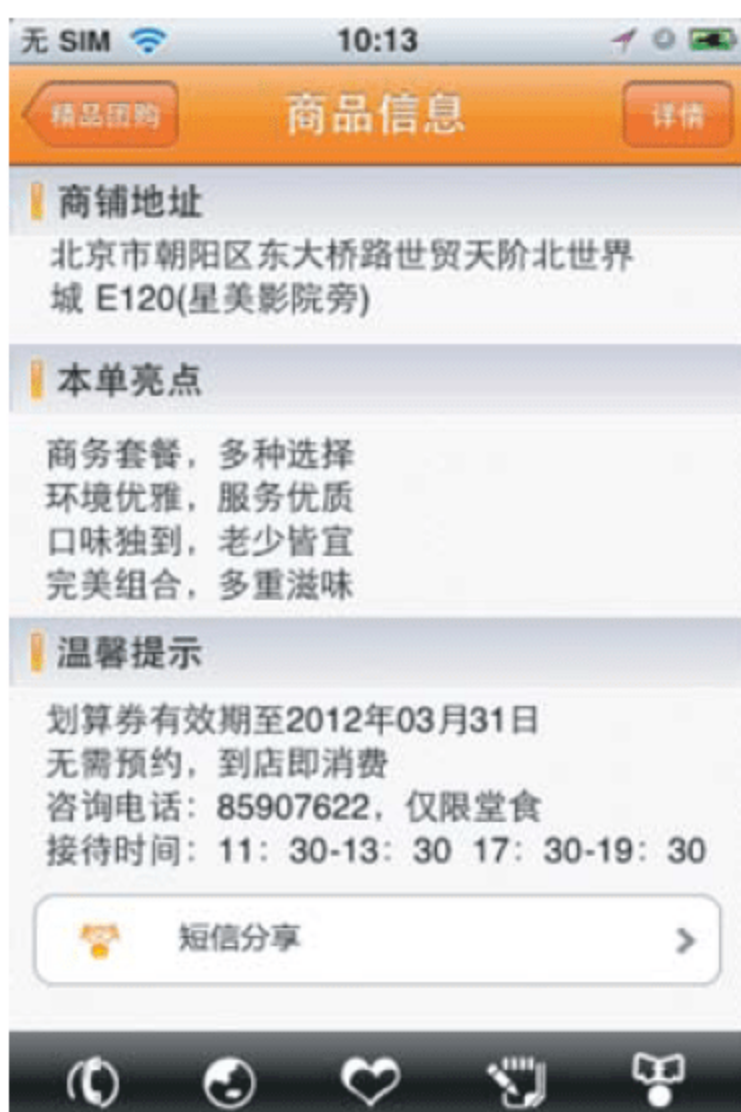 无 SIM 10:13
精品团购 商品信息 详情
商铺地址
北京市朝阳区东大桥路世贸天阶北世界
城 E120(星美影院旁)
本单亮点
商务套餐，多种选择
环境优雅，服务优质
口味独到，老少皆宜
完美组合，多重滋味
温馨提示
划算券有效期至2012年03月31日
无需预约，到店即消费
咨询电话：85907622，仅限堂食
接待时间：11：30-13：30 17：30-19：30
短信分享